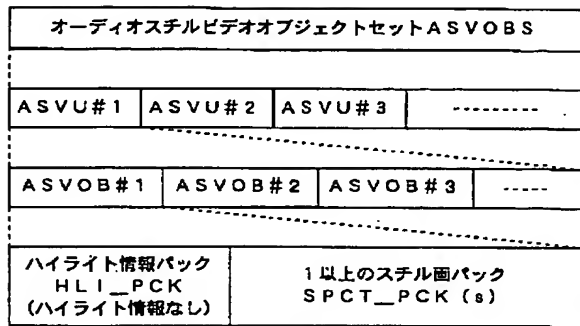 オーディオスチルビデオオブジェクトセットASVOBS
ASVU#1 ASVU#2 ASVU#3 ---------
ASVOB#1 ASVOB#2 ASVOB#3 -----
ハイライト情報パック 1以上のスチル画パック
HLI__PCK SPCT__PCK(s)
(ハイライト情報なし)